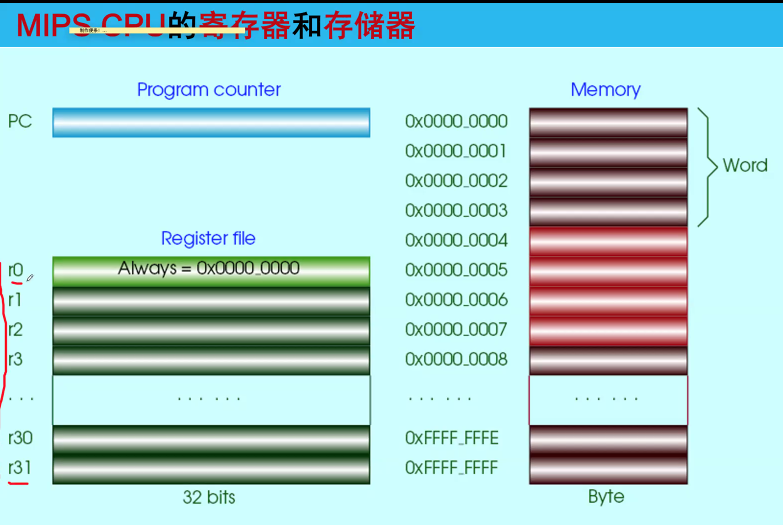 MIPS CPU的寄存器和存储器
Program counter
PC
Register file
r0 Always = 0x0000_0000
r1
r2
r3
. . . . . . . . .
r30
r31
32 bits
Memory
0x0000_0000
0x0000_0001
0x0000_0002
0x0000_0003
Word
0x0000_0004
0x0000_0005
0x0000_0006
0x0000_0007
0x0000_0008
. . . . . . . . . . . .
0xFFFF_FFFE
0xFFFF_FFFF
Byte